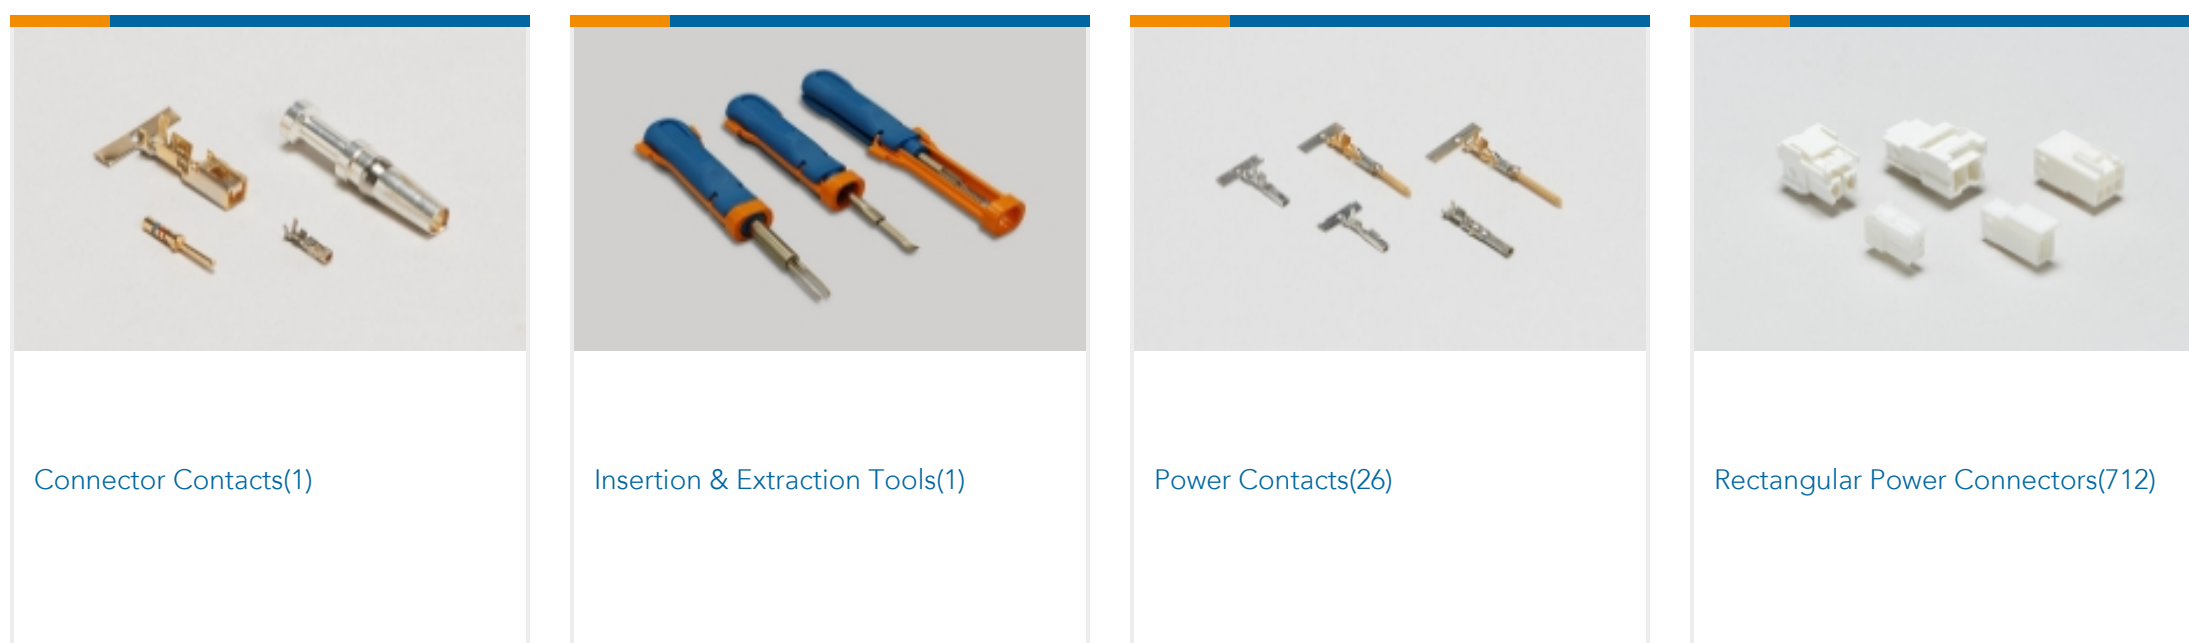 Connector Contacts(1)
Insertion & Extraction Tools(1)
Power Contacts(26)
Rectangular Power Connectors(712)